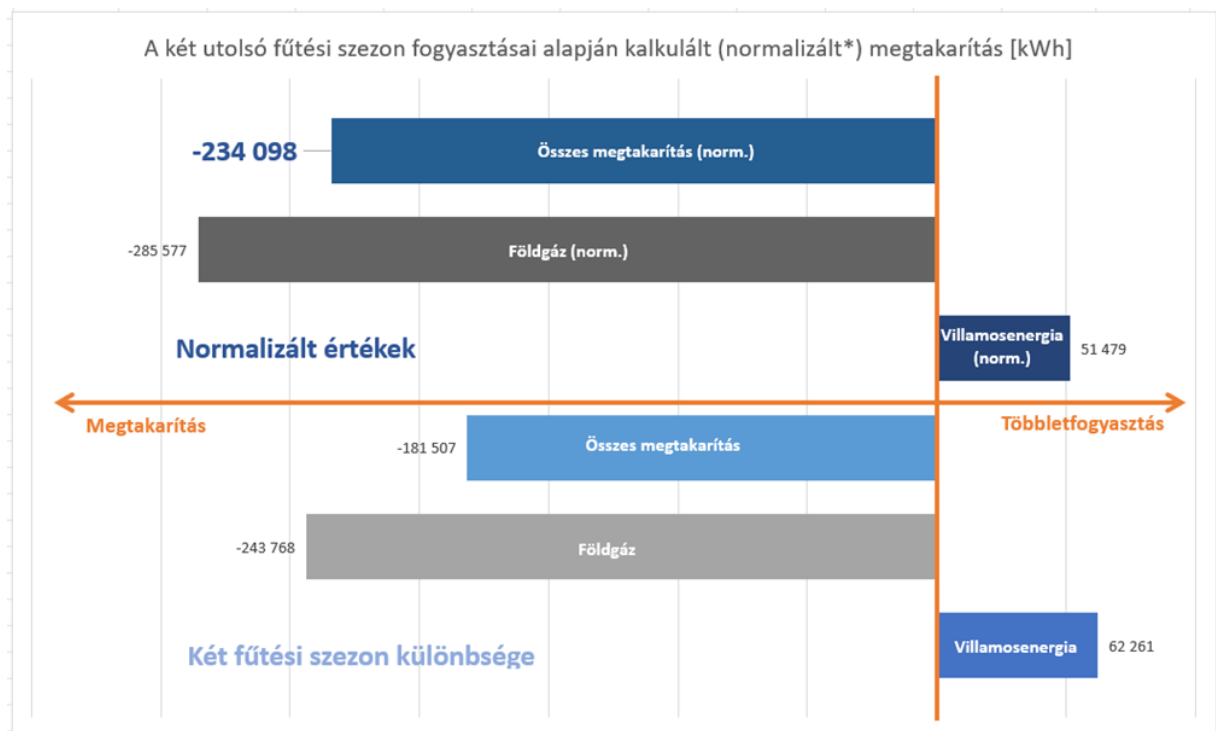 A két utolsó fűtési szezon fogyasztásai alapján kalkulált (normalizált*) megtakarítás [kWh]
-234 098
Összes megtakarítás (norm.)
-285 577
Földgáz (norm.)
Normalizált értékek
Villamosenergia
(norm.)
51 479
Megtakarítás
Többletfogyasztás
-181 507
Összes megtakarítás
-243 768
Földgáz
Két fűtési szezon különbsége
Villamosenergia
62 261